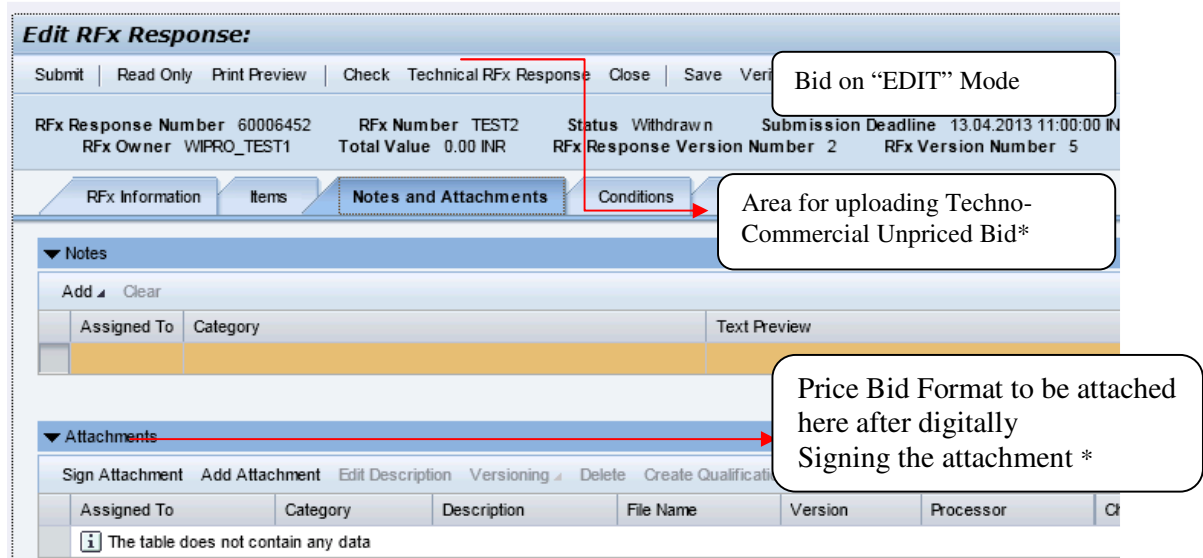 Edit RFx Response:
Submit | Read Only Print Preview | Check Technical RFx Response Close | Save
Bid on “EDIT” Mode
RFx Response Number 60006452 RFx Number TEST2 Status Withdrawn Submission Deadline 13.04.2013 11:00:00 IN
RFx Owner WIPRO_TEST1 Total Value 0.00 INR RFx Response Version Number 2 RFx Version Number 5
RFx Information Items Notes and Attachments Conditions
Area for uploading Techno-
Commercial Unpriced Bid*
Notes
Add Clear
Assigned To Category Text Preview
Price Bid Format to be attached
here after digitally
Signing the attachment *
Attachments
Sign Attachment Add Attachment Edit Description Versioning Delete Create
Assigned To Category Description File Name Version Processor
The table does not contain any data